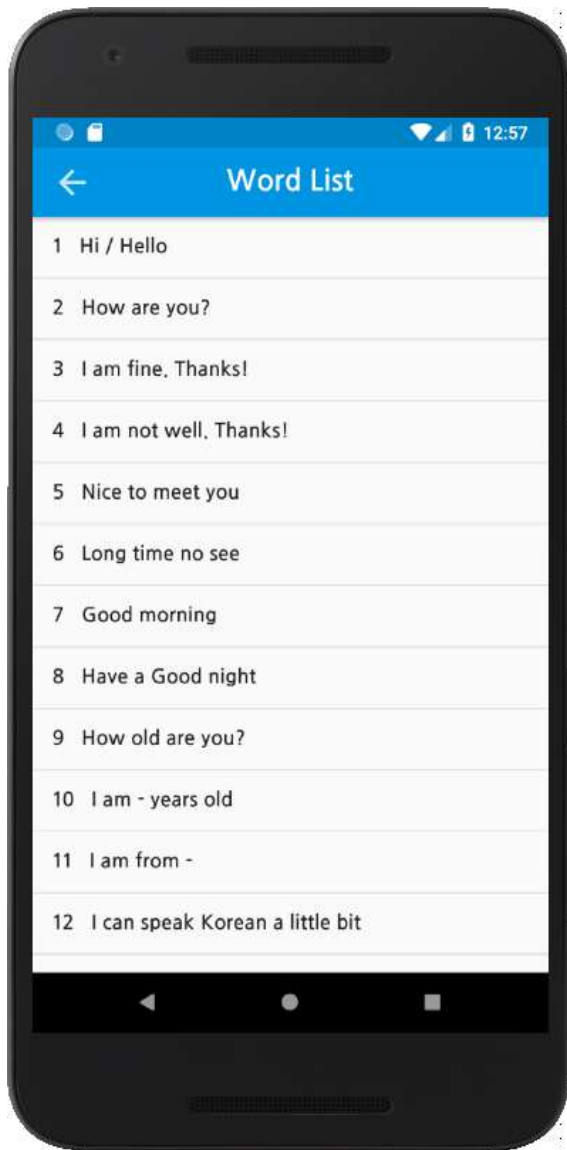 12:57
Word List
1 Hi / Hello
2 How are you?
3 I am fine. Thanks!
4 I am not well. Thanks!
5 Nice to meet you
6 Long time no see
7 Good morning
8 Have a Good night
9 How old are you?
10 I am - years old
11 I am from -
12 I can speak Korean a little bit